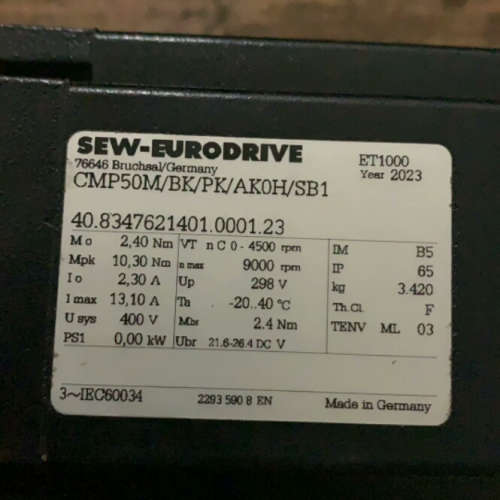 SEW-EURODRIVE
76646 Bruchsal/Germany
ET1000
Year 2023
CMP50M/BK/PK/AK0H/SB1
40.8347621401.0001.23
Mo 2,40 Nm VT nC 0-4500 rpm IM B5
Mpk 10,30 Nm n max 9000 rpm IP 65
Io 2,30 A Up 298 V kg 3.420
Imax 13,10 A Ta -20..40 °C Th.Cl. F
Usys 400 V Mbr 2.4 Nm TENV ML 03
PS1 0,00 kW Ubr 21.6-26.4 DC V
3~IEC60034 2293 590 8 EN Made in Germany